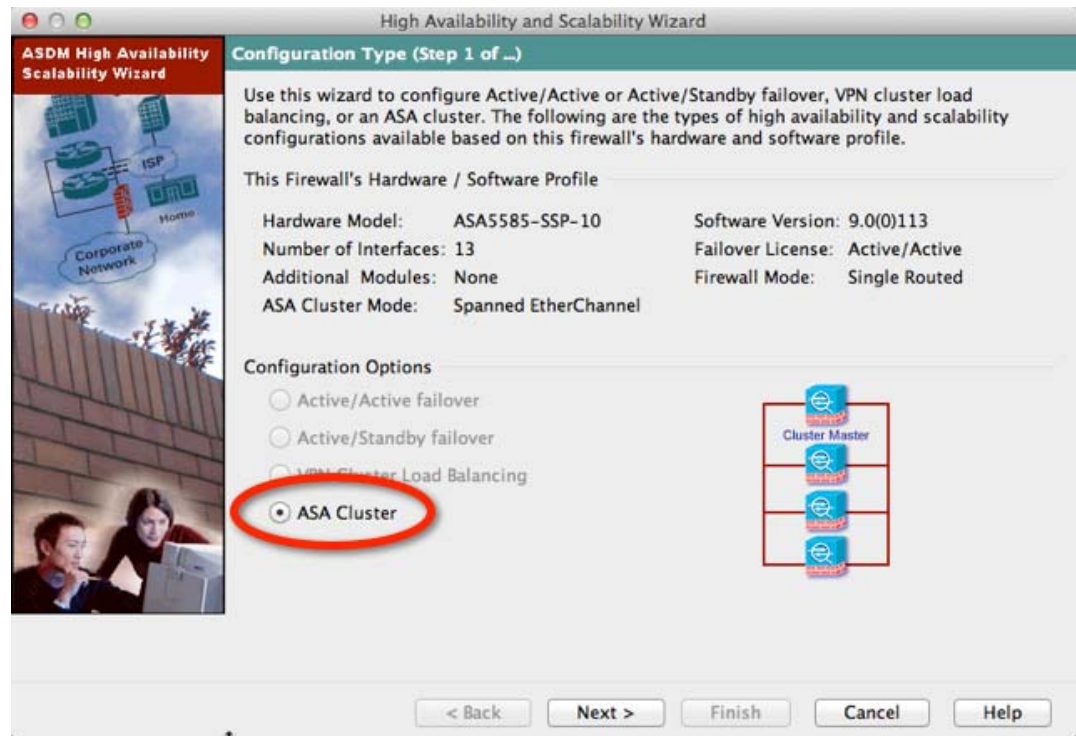 High Availability and Scalability Wizard
ASDM High Availability
Scalability Wizard
ISP
Home
Corporate
Network
Configuration Type (Step 1 of ...)
Use this wizard to configure Active/Active or Active/Standby failover, VPN cluster load
balancing, or an ASA cluster. The following are the types of high availability and scalability
configurations available based on this firewall's hardware and software profile.
This Firewall's Hardware / Software Profile
Hardware Model: ASA5585-SSP-10 Software Version: 9.0(0)113
Number of Interfaces: 13 Failover License: Active/Active
Additional Modules: None Firewall Mode: Single Routed
ASA Cluster Mode: Spanned EtherChannel
Configuration Options
Active/Active failover
Active/Standby failover
VPN Cluster Load Balancing
ASA Cluster
Cluster Master
< Back Next > Finish Cancel Help